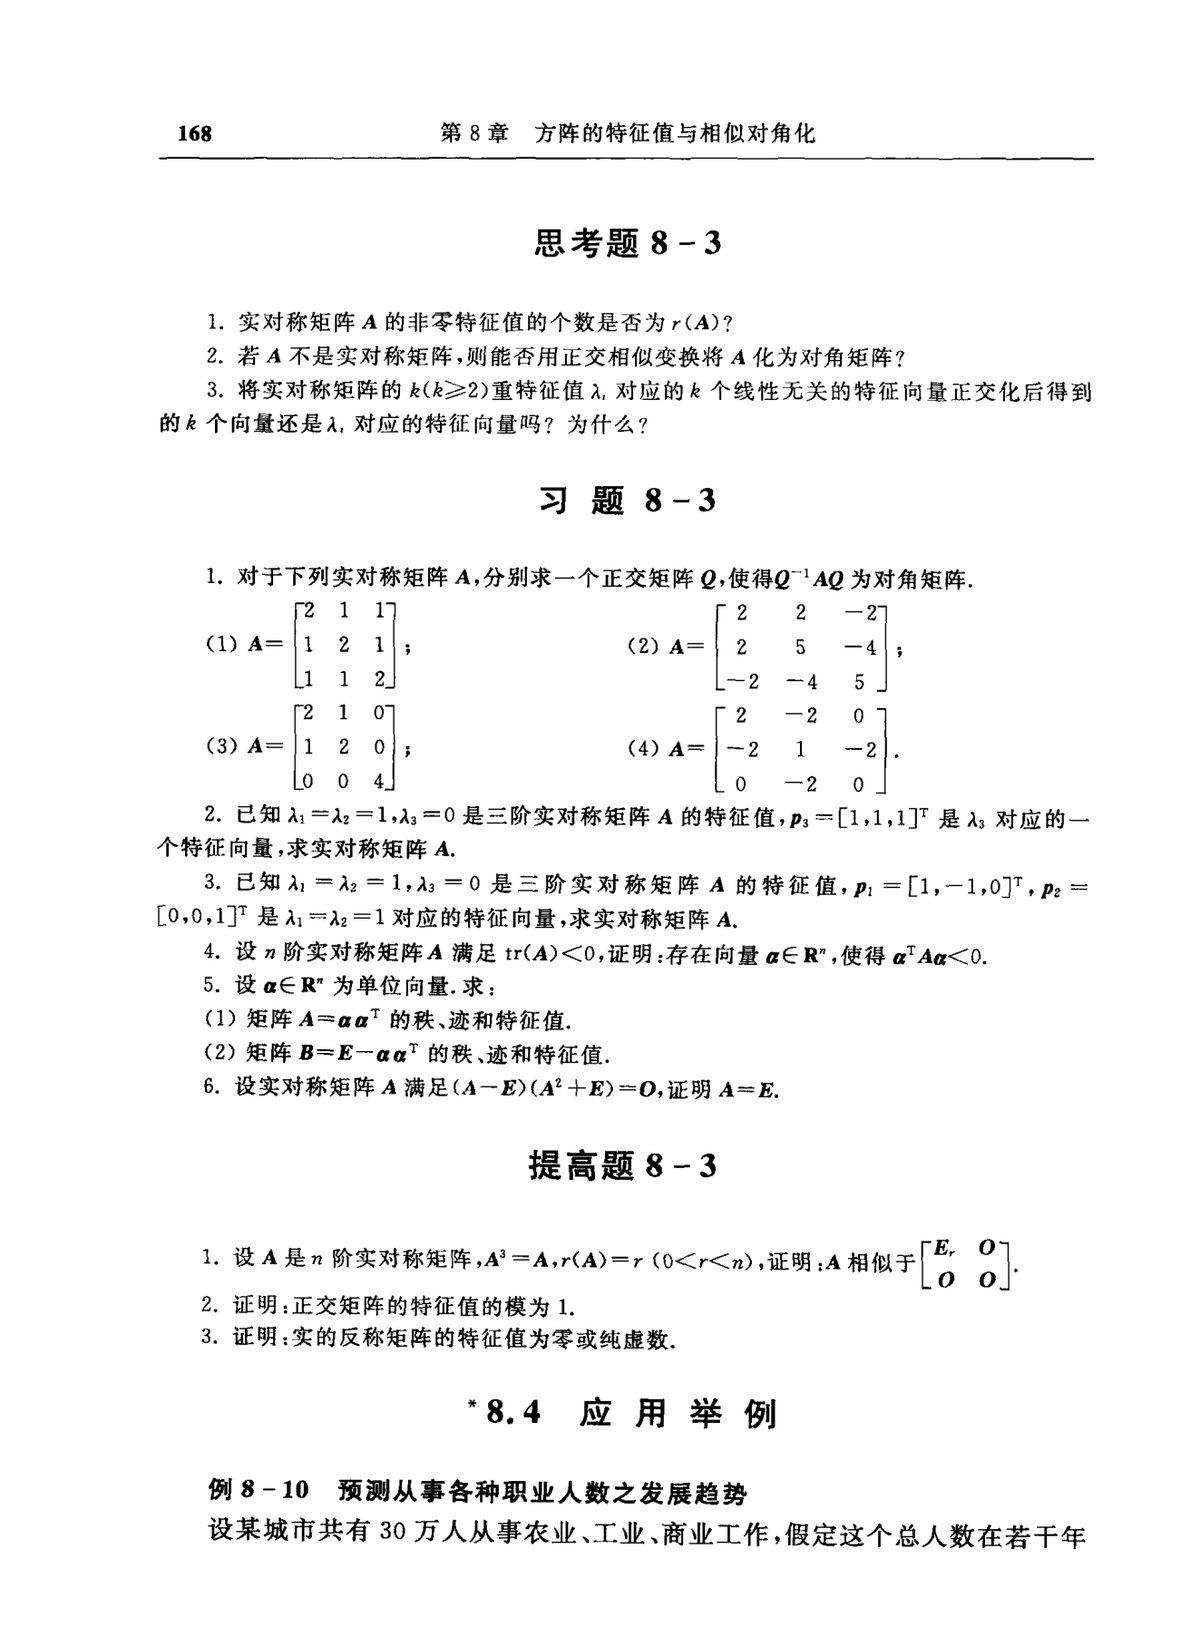 168 第 8 章 方阵的特征值与相似对角化
思考题 8-3
1. 实对称矩阵 A 的非零特征值的个数是否为 r(A)?
2. 若 A 不是实对称矩阵,则能否用正交相似变换将 A 化为对角矩阵?
3. 将实对称矩阵的 k(k≥2)重特征值 λᵢ 对应的 k 个线性无关的特征向量正交化后得到
的 k 个向量还是 λᵢ 对应的特征向量吗? 为什么?
习 题 8-3
1. 对于下列实对称矩阵 A,分别求一个正交矩阵 Q,使得Q⁻¹AQ 为对角矩阵.
(1) A=[2 1 1; 1 2 1; 1 1 2]; (2) A=[2 2 −2; 2 5 −4; −2 −4 5];
(3) A=[2 1 0; 1 2 0; 0 0 4]; (4) A=[2 −2 0; −2 1 −2; 0 −2 0].
2. 已知 λ₁=λ₂=1,λ₃=0 是三阶实对称矩阵 A 的特征值,p₃=[1,1,1]ᵀ 是 λ₃ 对应的一
个特征向量,求实对称矩阵 A.
3. 已知 λ₁=λ₂=1,λ₃=0 是三阶实对称矩阵 A 的特征值,p₁=[1,−1,0]ᵀ,p₂=
[0,0,1]ᵀ 是 λ₁=λ₂=1 对应的特征向量,求实对称矩阵 A.
4. 设 n 阶实对称矩阵 A 满足 tr(A)<0,证明:存在向量 α∈Rⁿ,使得 αᵀAα<0.
5. 设 α∈Rⁿ 为单位向量.求:
(1) 矩阵 A=ααᵀ 的秩、迹和特征值.
(2) 矩阵 B=E−ααᵀ 的秩、迹和特征值.
6. 设实对称矩阵 A 满足(A−E)(A²+E)=O,证明 A=E.
提高题 8-3
1. 设 A 是 n 阶实对称矩阵,A³=A,r(A)=r (0<r<n),证明:A 相似于[Eᵣ O; O O].
2. 证明:正交矩阵的特征值的模为 1.
3. 证明:实的反称矩阵的特征值为零或纯虚数.
*8.4 应 用 举 例
例 8-10 预测从事各种职业人数之发展趋势
设某城市共有 30 万人从事农业、工业、商业工作,假定这个总人数在若干年